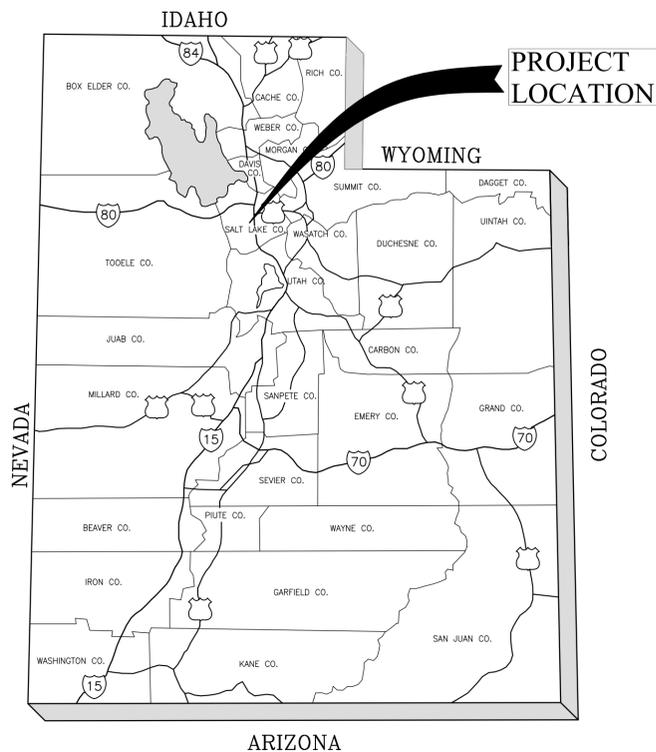 IDAHO
PROJECT
LOCATION
84
RICH CO.
BOX ELDER CO.
CACHE CO.
WEBER CO.
MORGAN CO.
WYOMING
DAVIS
CO.
80
SUMMIT CO.
DAGGET CO.
80
UINTAH CO.
SALT LAKE CO.
WASATCH CO.
DUCHESNE CO.
TOOELE CO.
UTAH CO.
JUAB CO.
CARBON CO.
MILLARD CO.
SANPETE CO.
EMERY CO.
GRAND CO.
NEVADA
COLORADO
15
70
70
SEVIER CO.
PIUTE CO.
BEAVER CO.
WAYNE CO.
IRON CO.
GARFIELD CO.
SAN JUAN CO.
WASHINGTON CO.
KANE CO.
15
ARIZONA